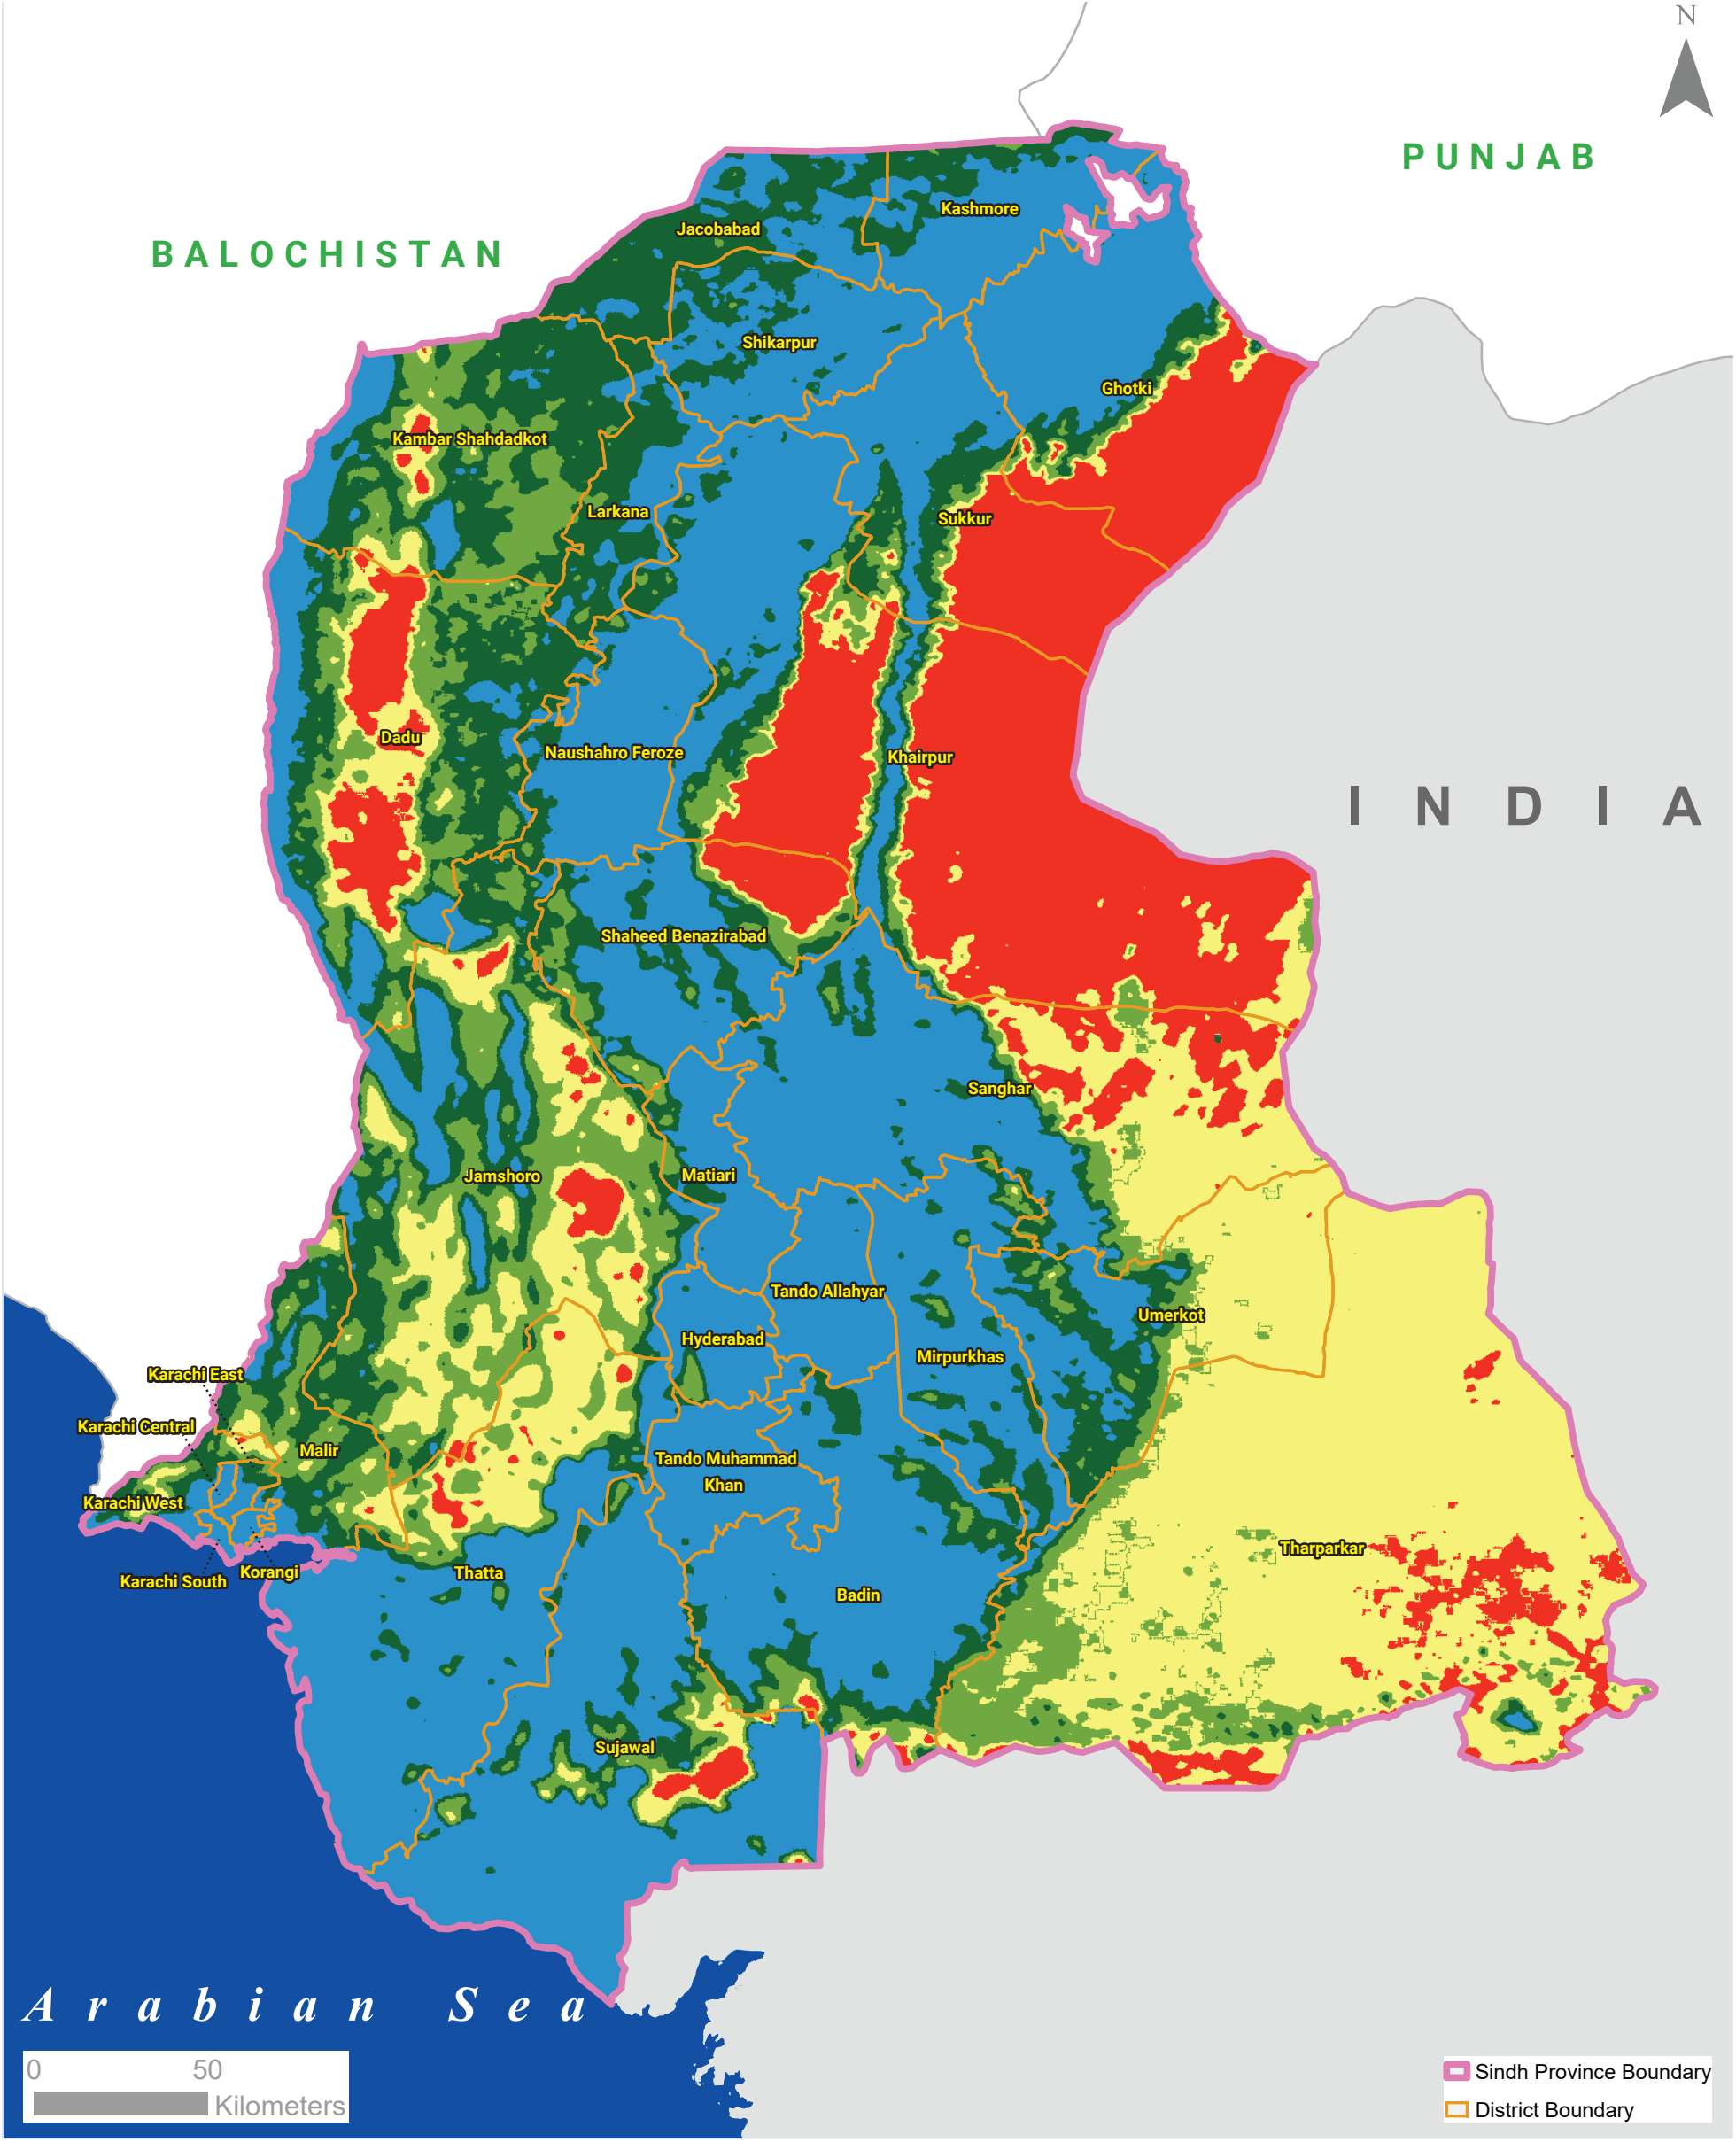 N
PUNJAB
BALOCHISTAN
Kashmore
Jacobabad
Shikarpur
Ghotki
Kambar Shahdadkot
Larkana
Sukkur
Dadu
Naushahro Feroze
Khairpur
INDIA
Shaheed Benazirabad
Sanghar
Jamshoro
Matiari
Tando Allahyar
Umerkot
Hyderabad
Mirpurkhas
Karachi East
Karachi Central
Malir
Tando Muhammad
Khan
Karachi West
Tharparkar
Korangi
Thatta
Karachi South
Badin
Sujawal
Arabian Sea
0 50
Kilometers
Sindh Province Boundary
District Boundary